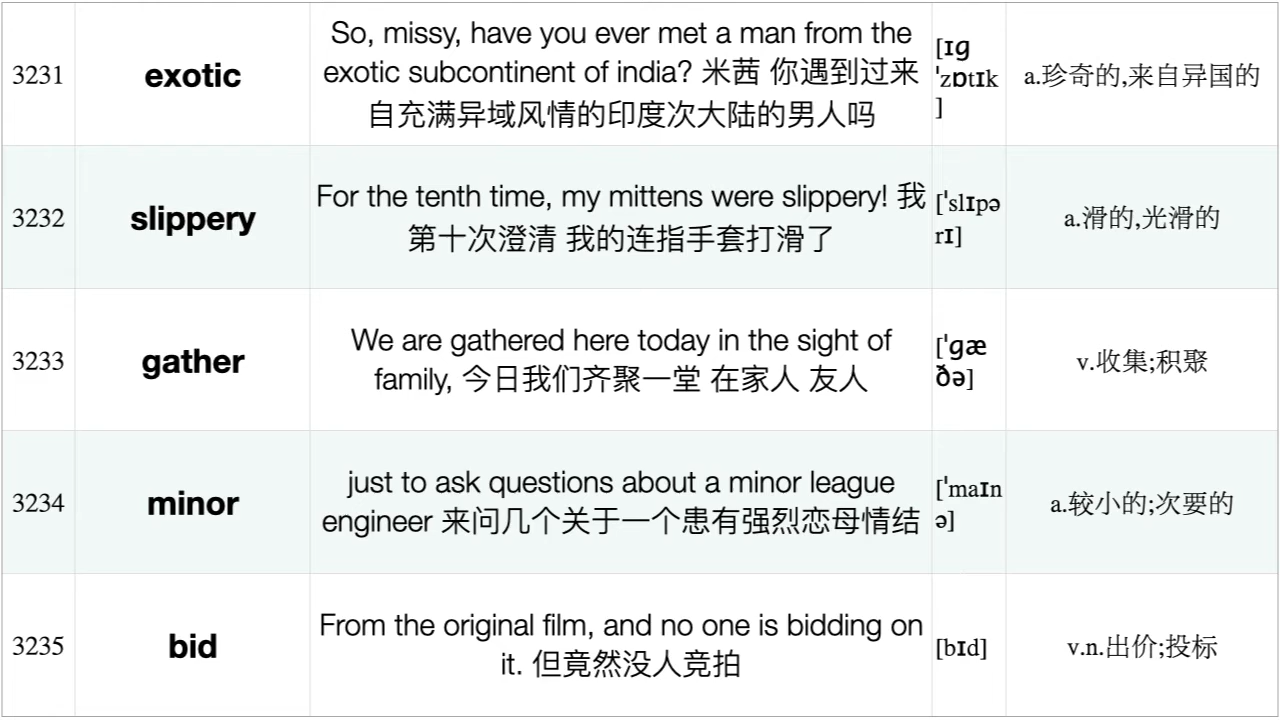 3231
exotic
So, missy, have you ever met a man from the
exotic subcontinent of india? 米茜 你遇到过来
自充满异域风情的印度次大陆的男人吗
[ɪɡ
ˈzɒtɪk
]
a.珍奇的,来自异国的
3232
slippery
For the tenth time, my mittens were slippery! 我
第十次澄清 我的连指手套打滑了
[ˈslɪpə
rɪ]
a.滑的,光滑的
3233
gather
We are gathered here today in the sight of
family, 今日我们齐聚一堂 在家人 友人
[ˈɡæ
ðə]
v.收集;积聚
3234
minor
just to ask questions about a minor league
engineer 来问几个关于一个患有强烈恋母情结
[ˈmaɪn
ə]
a.较小的;次要的
3235
bid
From the original film, and no one is bidding on
it. 但竟然没人竞拍
[bɪd]
v.n.出价;投标